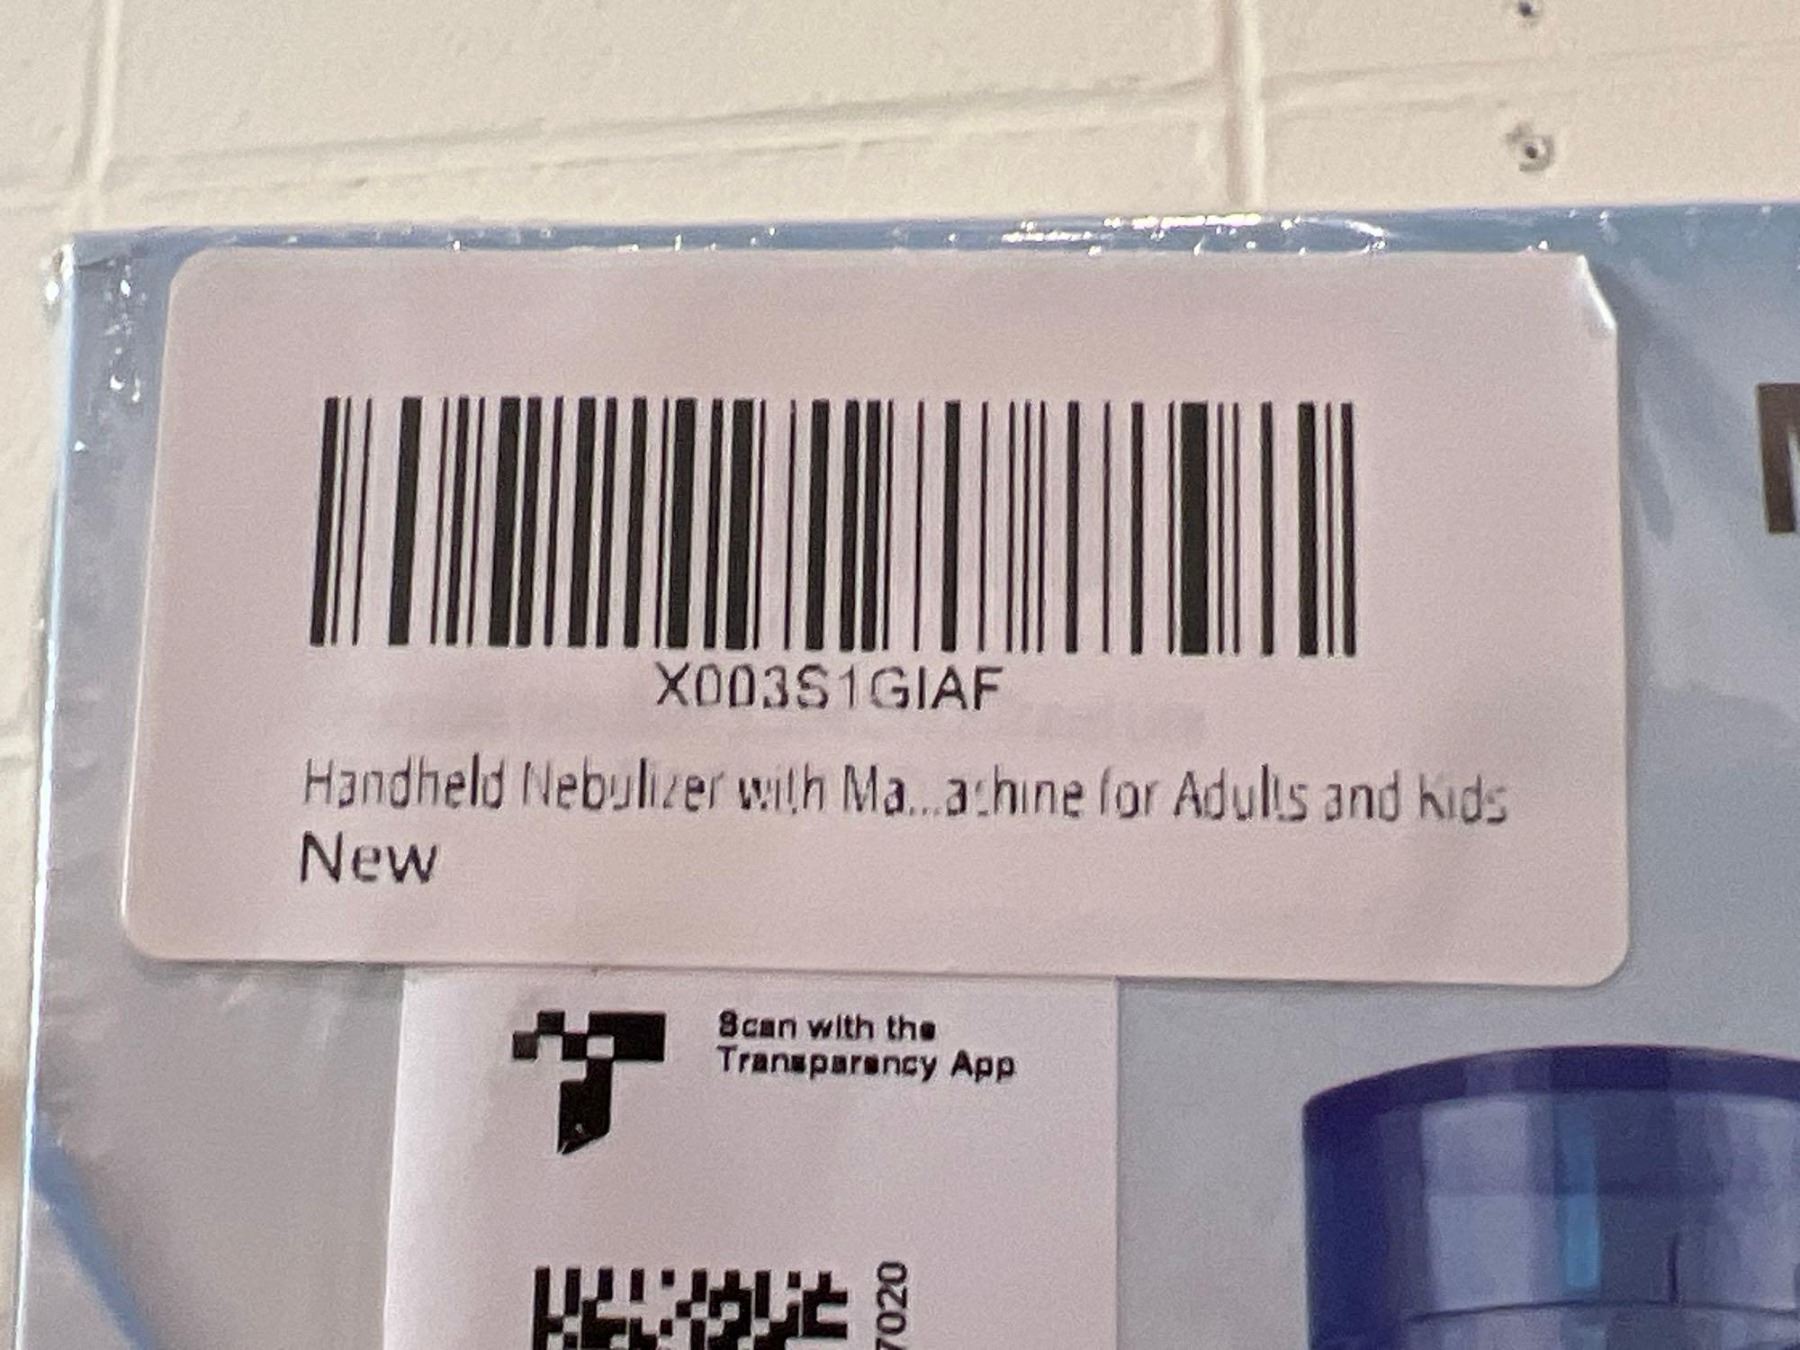 X003S1GIAF
Handheld Nebulizer with Ma...achine for Adults and Kids
New
Scan with the
Transparency App
7020
M